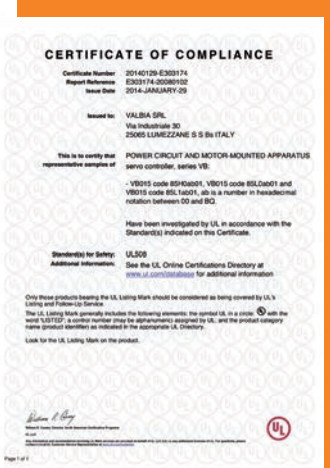 CERTIFICATE OF COMPLIANCE
Certificate Number 20140129-E303174
Report Reference E303174-20080102
Issue Date 2014-JANUARY-29
Issued to: VALBIA SRL
Via Industriale 30
25065 LUMEZZANE S S Bs ITALY
This is to certify that POWER CIRCUIT AND MOTOR-MOUNTED APPARATUS
representative samples of servo controller, series VB:
- VB015 code 85H0ab01, VB015 code 85L0ab01 and
VB015 code 85L1ab01, ab is a number in hexadecimal
notation between 00 and BQ.
Have been investigated by UL in accordance with the
Standard(s) indicated on this Certificate.
Standard(s) for Safety: UL508
Additional Information: See the UL Online Certifications Directory at
www.ul.com/database for additional information
Only those products bearing the UL Listing Mark should be considered as being covered by UL's
Listing and Follow-Up Service.
The UL Listing Mark generally includes the following elements: the symbol UL in a circle: UL with the
word "LISTED"; a control number (may be alphanumeric) assigned by UL; and the product category
name (product identifier) as indicated in the appropriate UL Directory.
Look for the UL Listing Mark on the product.
UL
Page 1 of 1